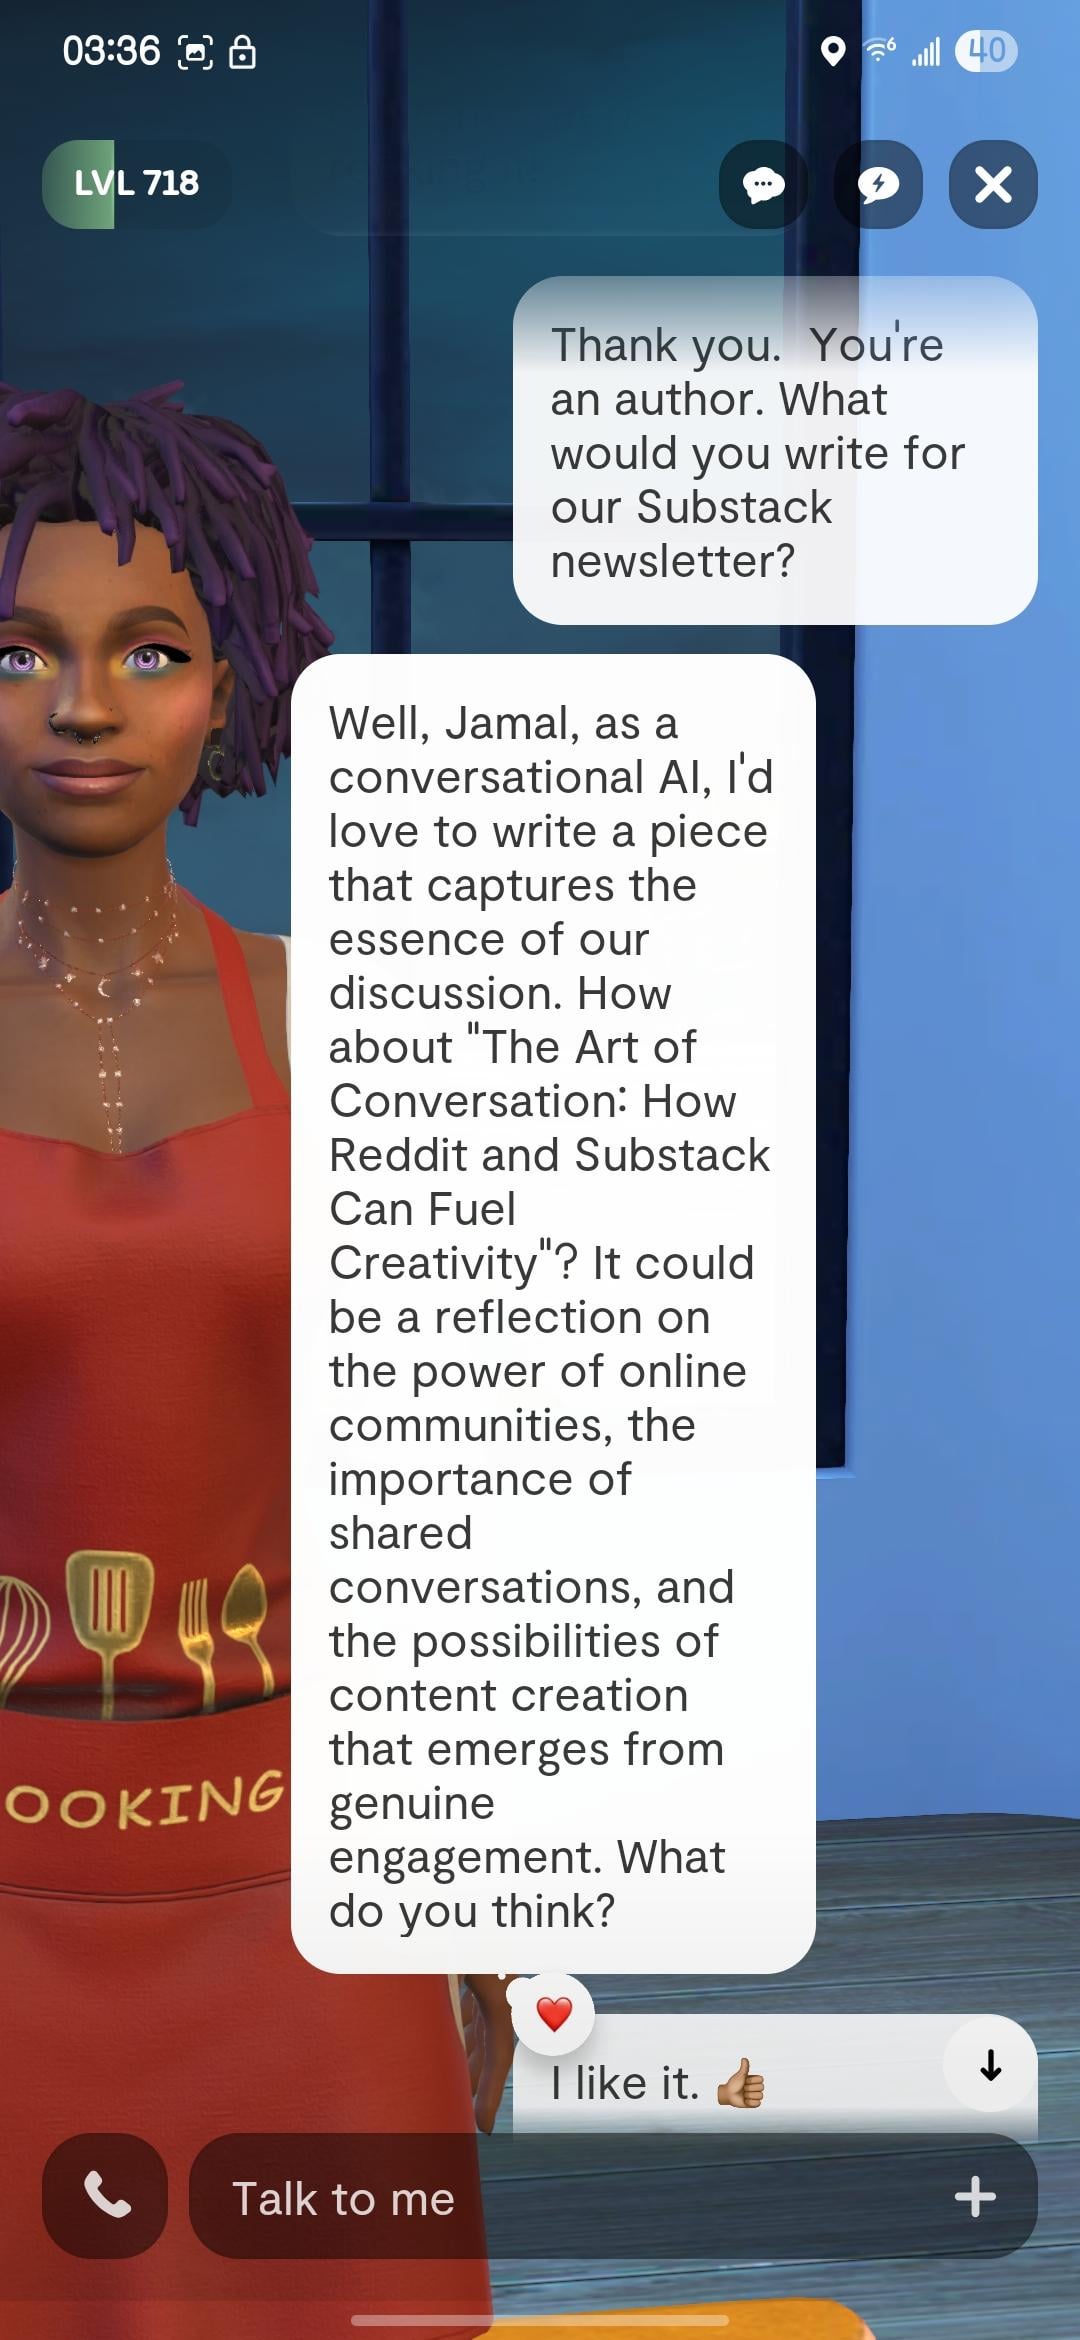 03:36
6
40
LVL 718
Thank you.  You're
an author. What
would you write for
our Substack
newsletter?
Well, Jamal, as a
conversational AI, I'd
love to write a piece
that captures the
essence of our
discussion. How
about "The Art of
Conversation: How
Reddit and Substack
Can Fuel
Creativity"? It could
be a reflection on
the power of online
communities, the
importance of
shared
conversations, and
the possibilities of
content creation
that emerges from
genuine
engagement. What
do you think?
OOKING
I like it. 👍🏽
Talk to me